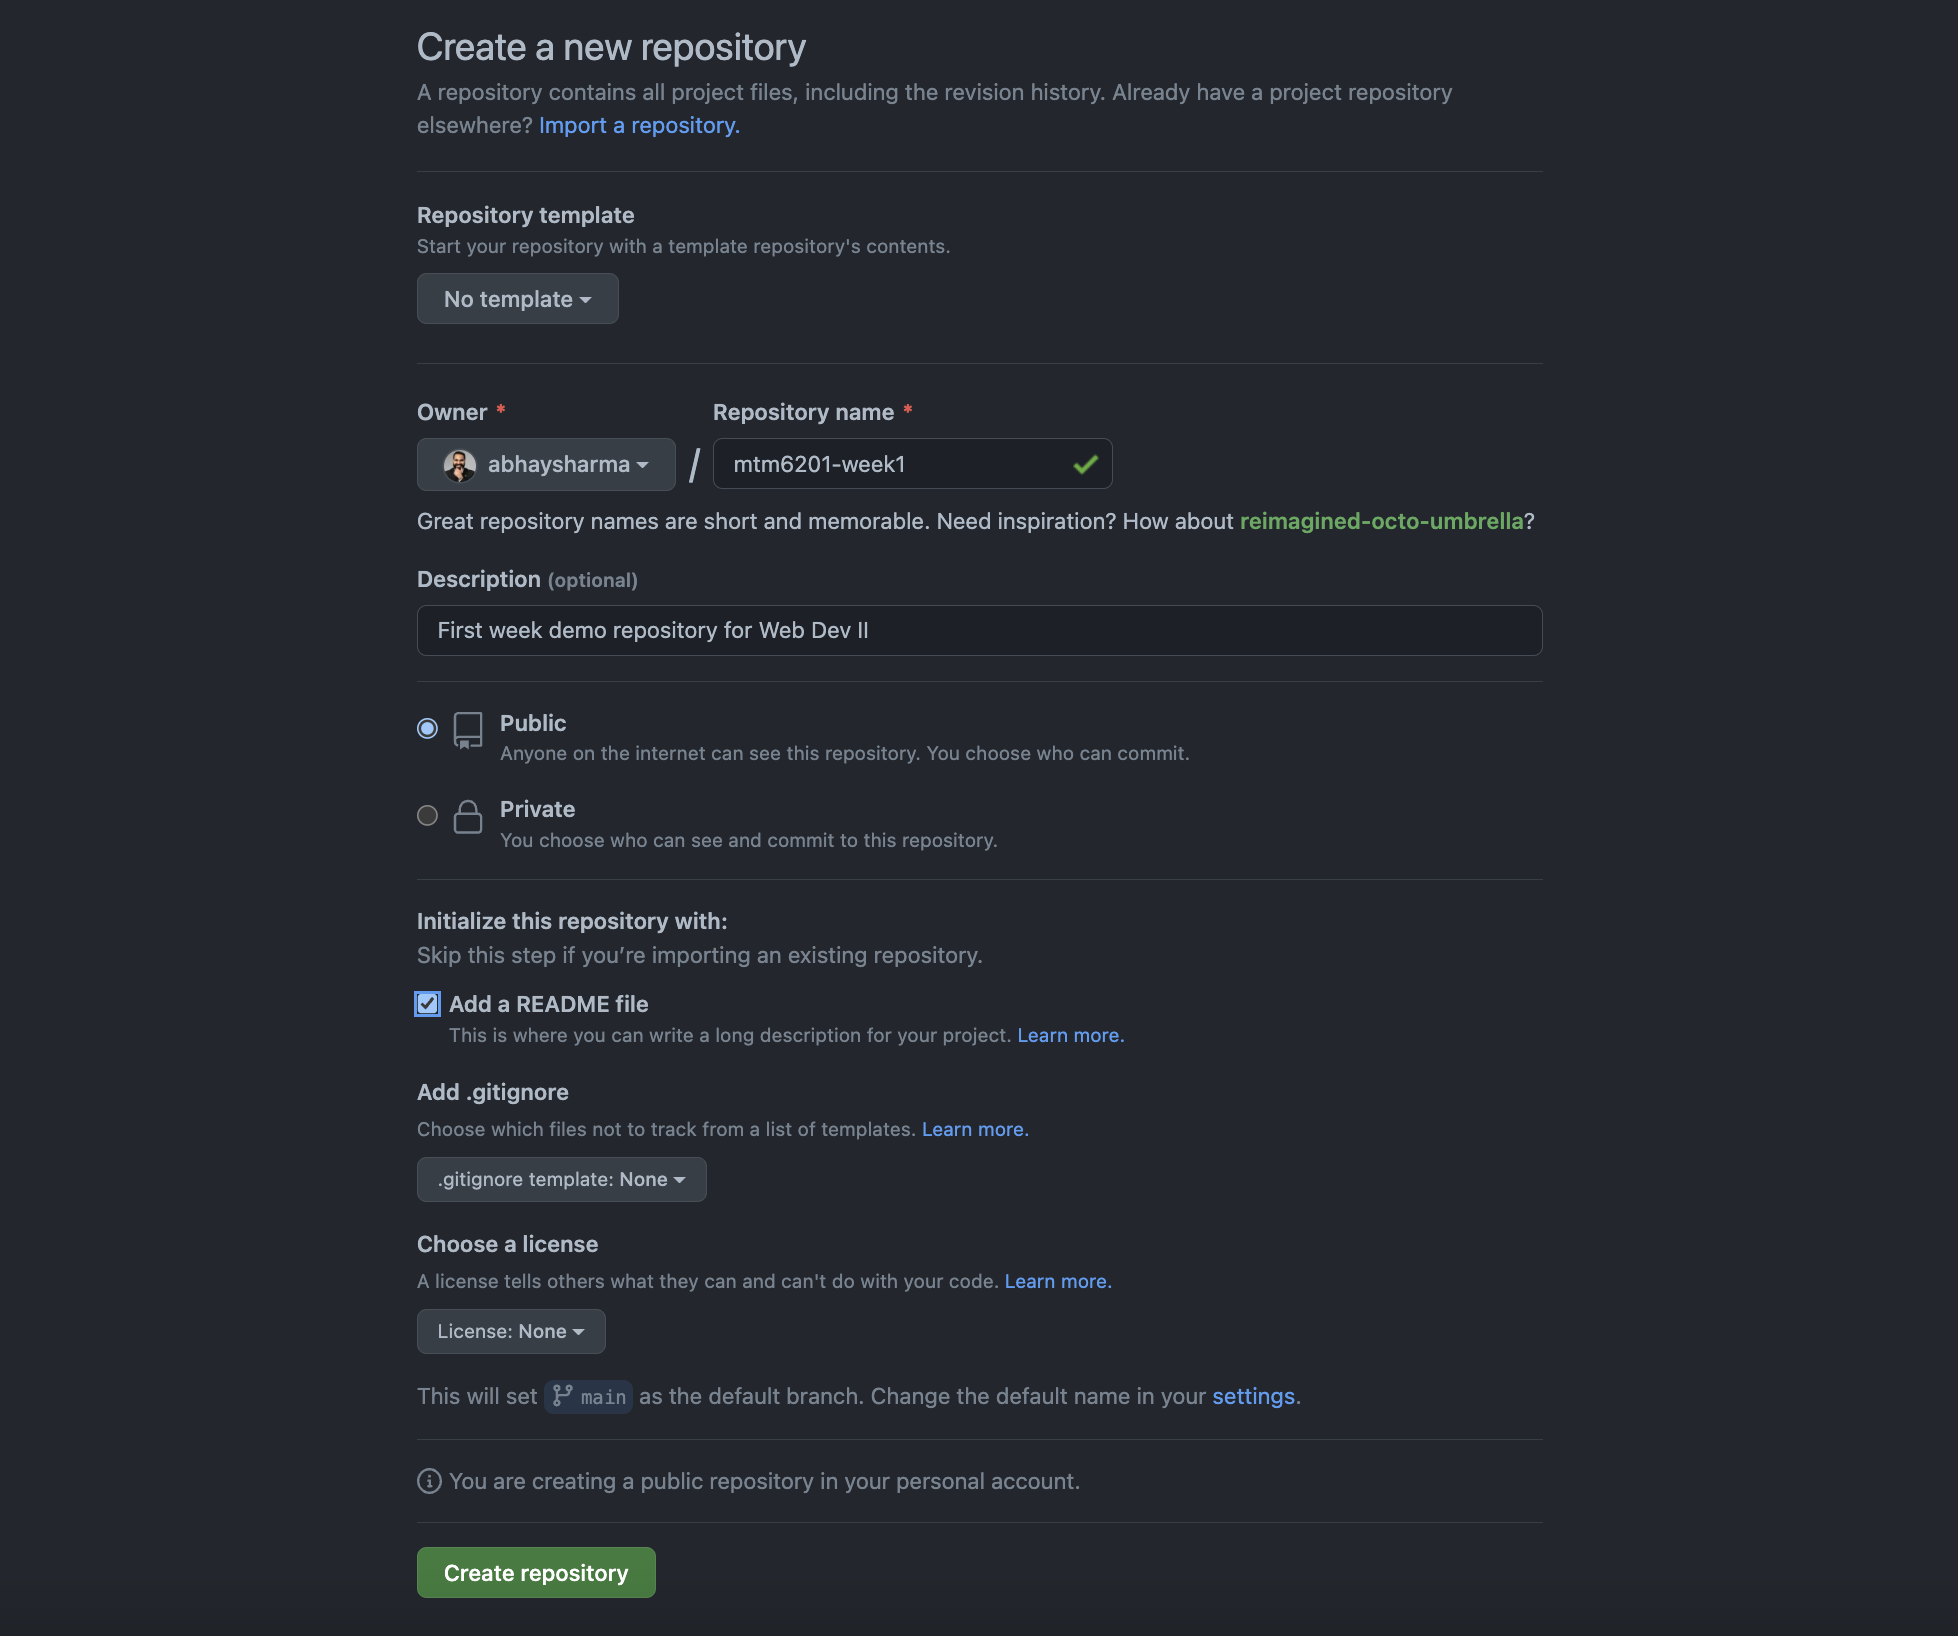 Create a new repository
A repository contains all project files, including the revision history. Already have a project repository
elsewhere? Import a repository.
Repository template
Start your repository with a template repository's contents.
No template
Owner *
Repository name *
abhaysharma / mtm6201-week1
Great repository names are short and memorable. Need inspiration? How about reimagined-octo-umbrella?
Description (optional)
First week demo repository for Web Dev II
Public
Anyone on the internet can see this repository. You choose who can commit.
Private
You choose who can see and commit to this repository.
Initialize this repository with:
Skip this step if you’re importing an existing repository.
Add a README file
This is where you can write a long description for your project. Learn more.
Add .gitignore
Choose which files not to track from a list of templates. Learn more.
.gitignore template: None
Choose a license
A license tells others what they can and can't do with your code. Learn more.
License: None
This will set main as the default branch. Change the default name in your settings.
You are creating a public repository in your personal account.
Create repository